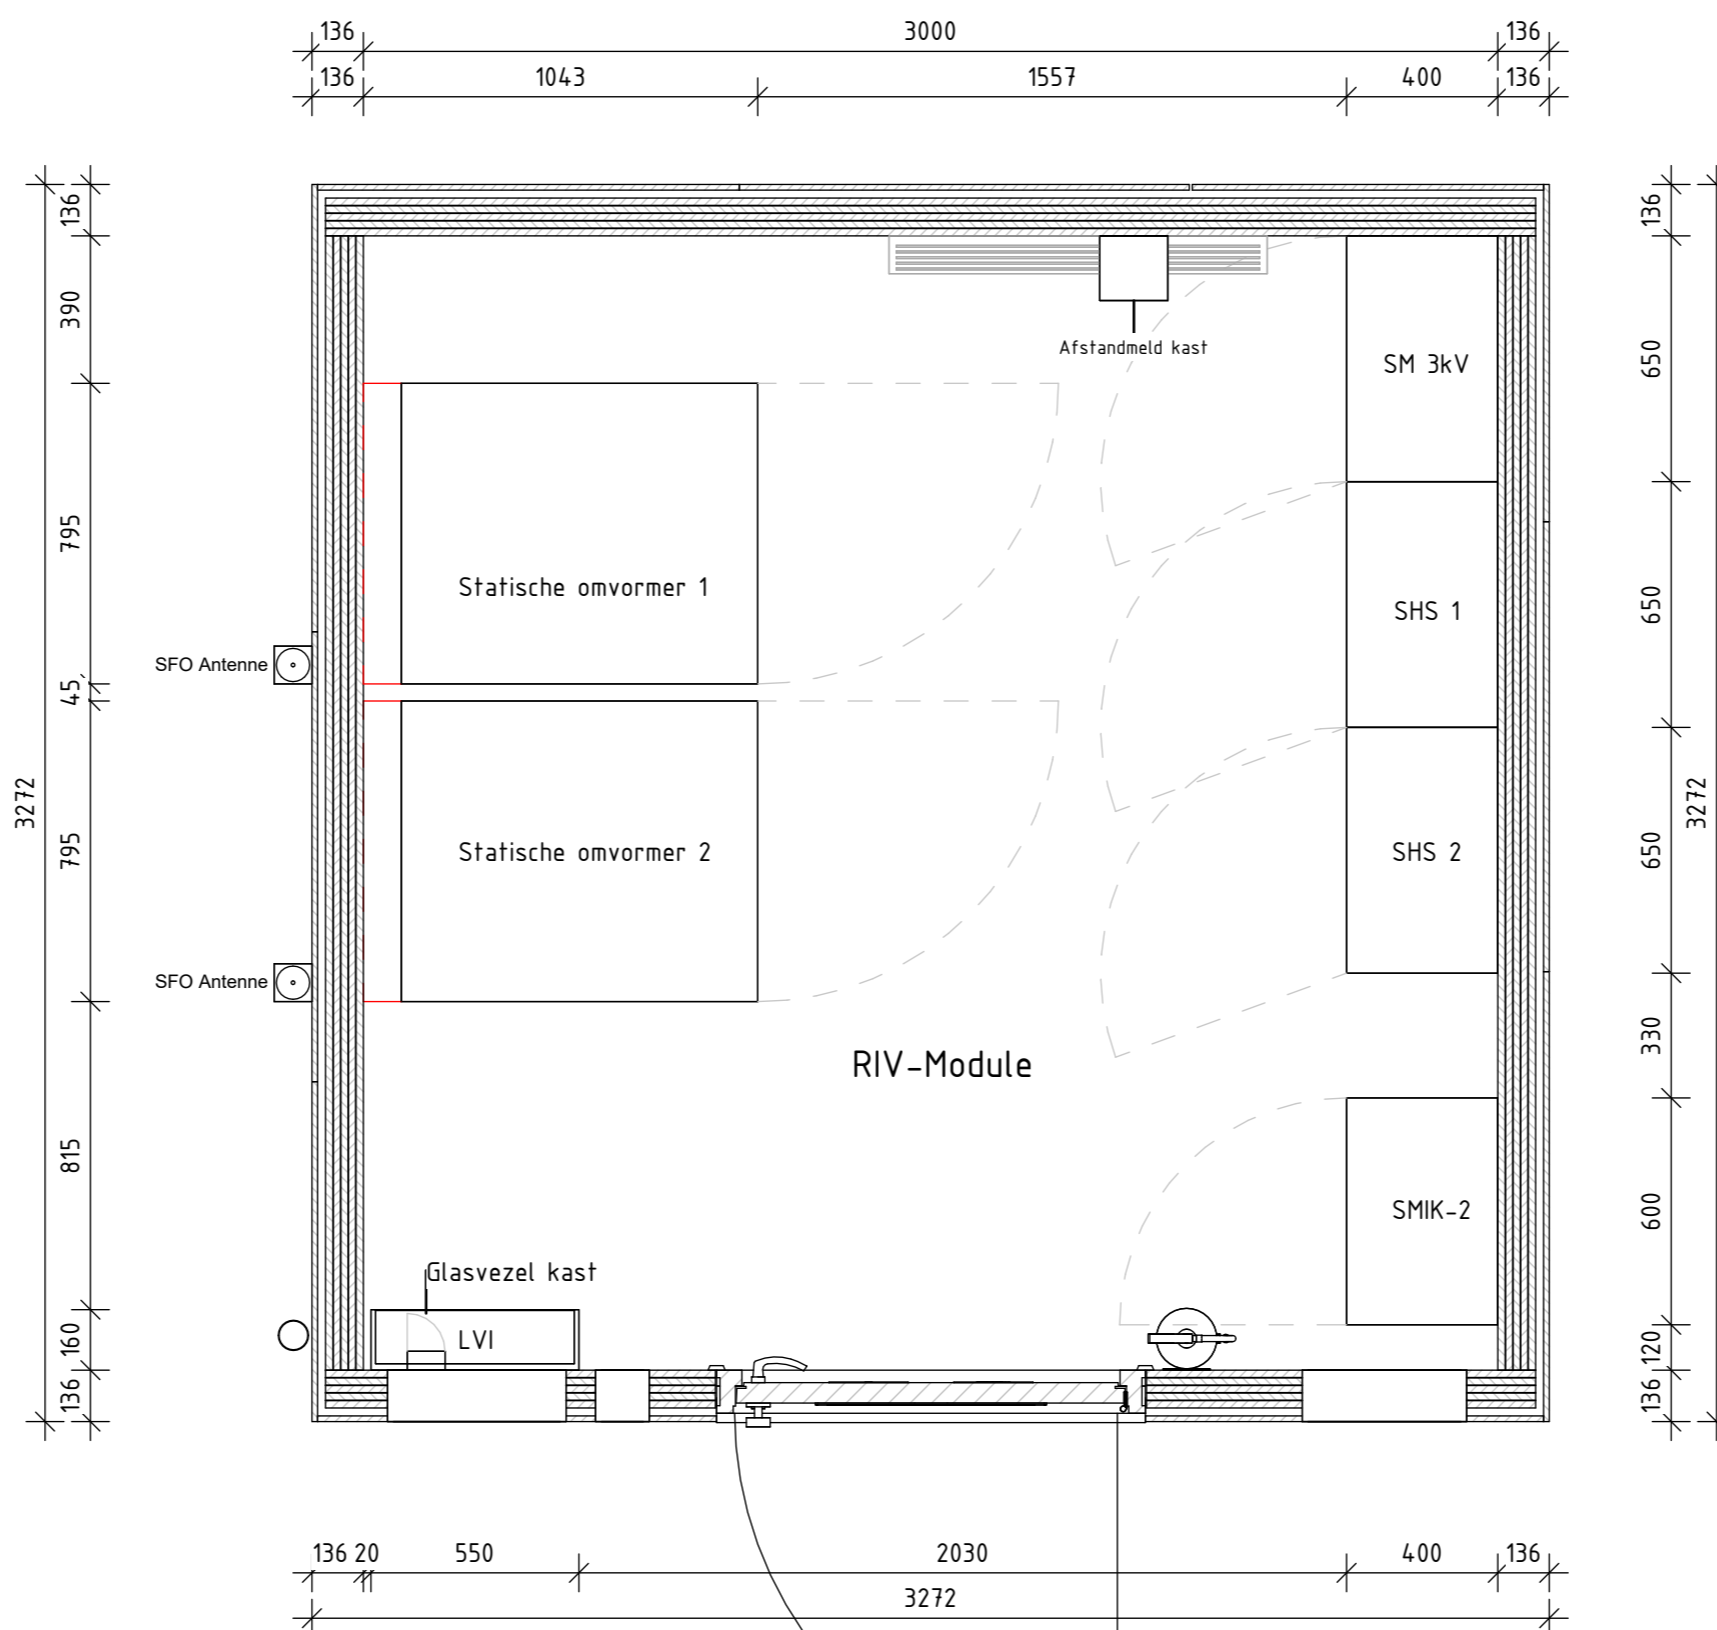 136 3000 136
136 1043 1557 400 136
136
390
795
45
795
815
160
136
3272
136
650
650
650
330
600
120
136
3272
Afstandmeld kast
SM 3kV
Statische omvormer 1
SHS 1
SFO Antenne
Statische omvormer 2
SHS 2
SFO Antenne
RIV-Module
SMIK-2
Glasvezel kast
LVI
136 20 550 2030 400 136
3272